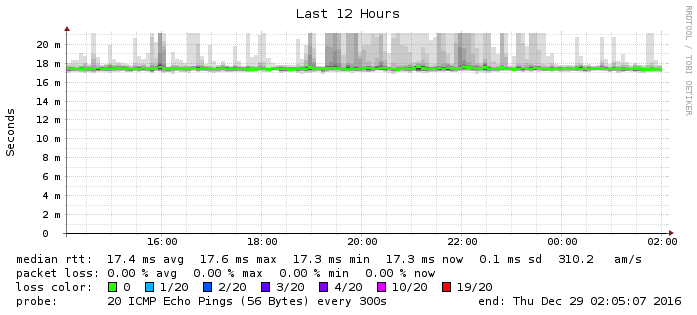 Last 12 Hours
RRDTOOL / TOBI OETIKER
Seconds
20 m
18 m
16 m
14 m
12 m
10 m
8 m
6 m
4 m
2 m
0
16:00 18:00 20:00 22:00 00:00 02:00
median rtt: 17.4 ms avg 17.6 ms max 17.3 ms min 17.3 ms now 0.1 ms sd 310.2 am/s
packet loss: 0.00 % avg 0.00 % max 0.00 % min 0.00 % now
loss color: 0 1/20 2/20 3/20 4/20 10/20 19/20
probe: 20 ICMP Echo Pings (56 Bytes) every 300s end: Thu Dec 29 02:05:07 2016